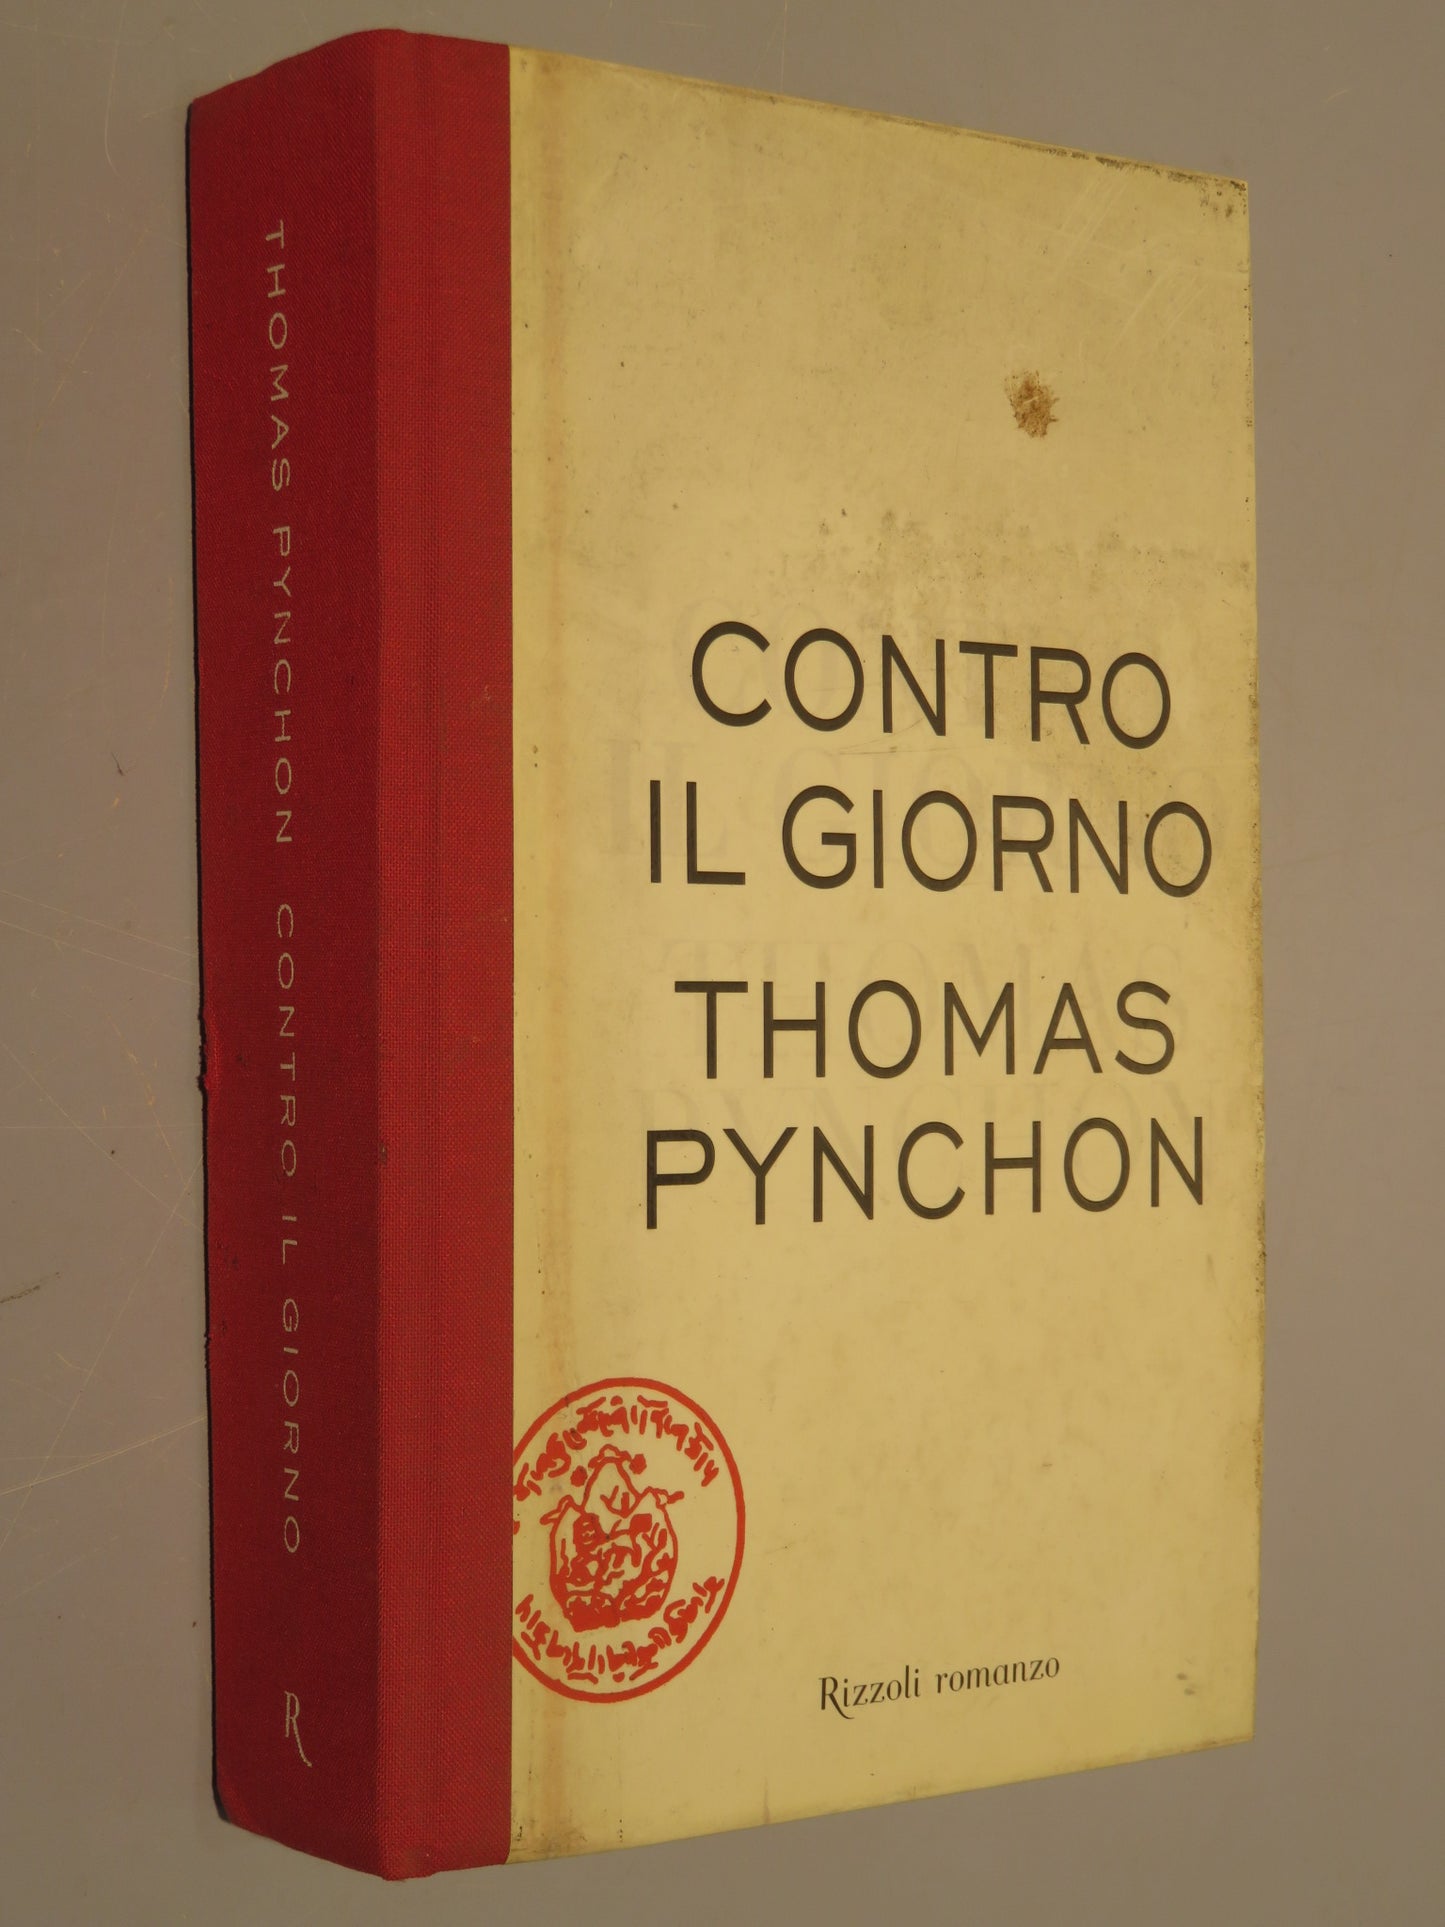 THOMAS PYNCHON CONTRO IL GIORNO
R
CONTRO
IL GIORNO
THOMAS
PYNCHON
Rizzoli romanzo